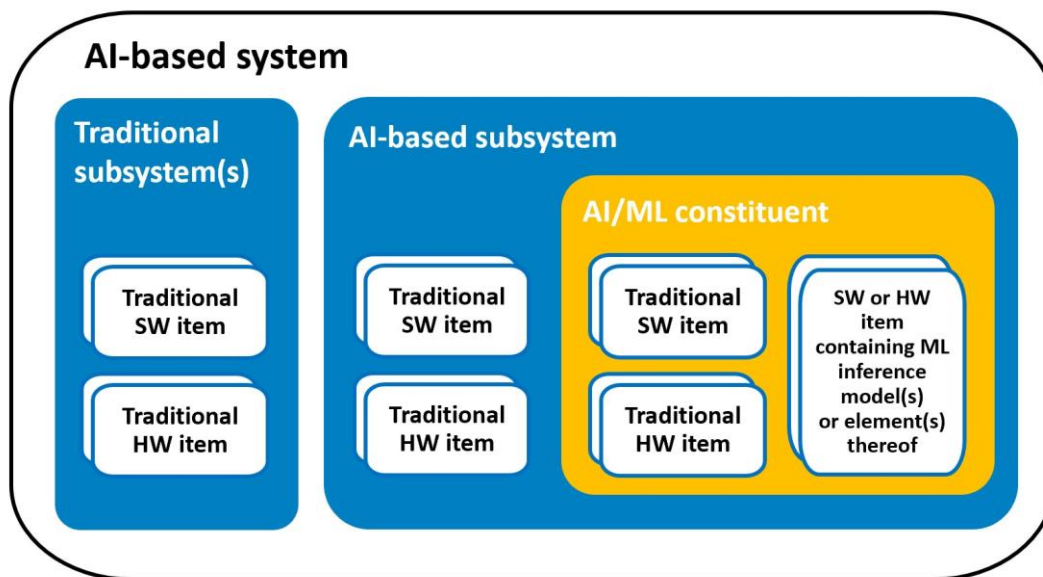 AI-based system
Traditional
subsystem(s)
Traditional
SW item
Traditional
HW item
AI-based subsystem
Traditional
SW item
Traditional
HW item
AI/ML constituent
Traditional
SW item
Traditional
HW item
SW or HW
item
containing ML
inference
model(s)
or element(s)
thereof